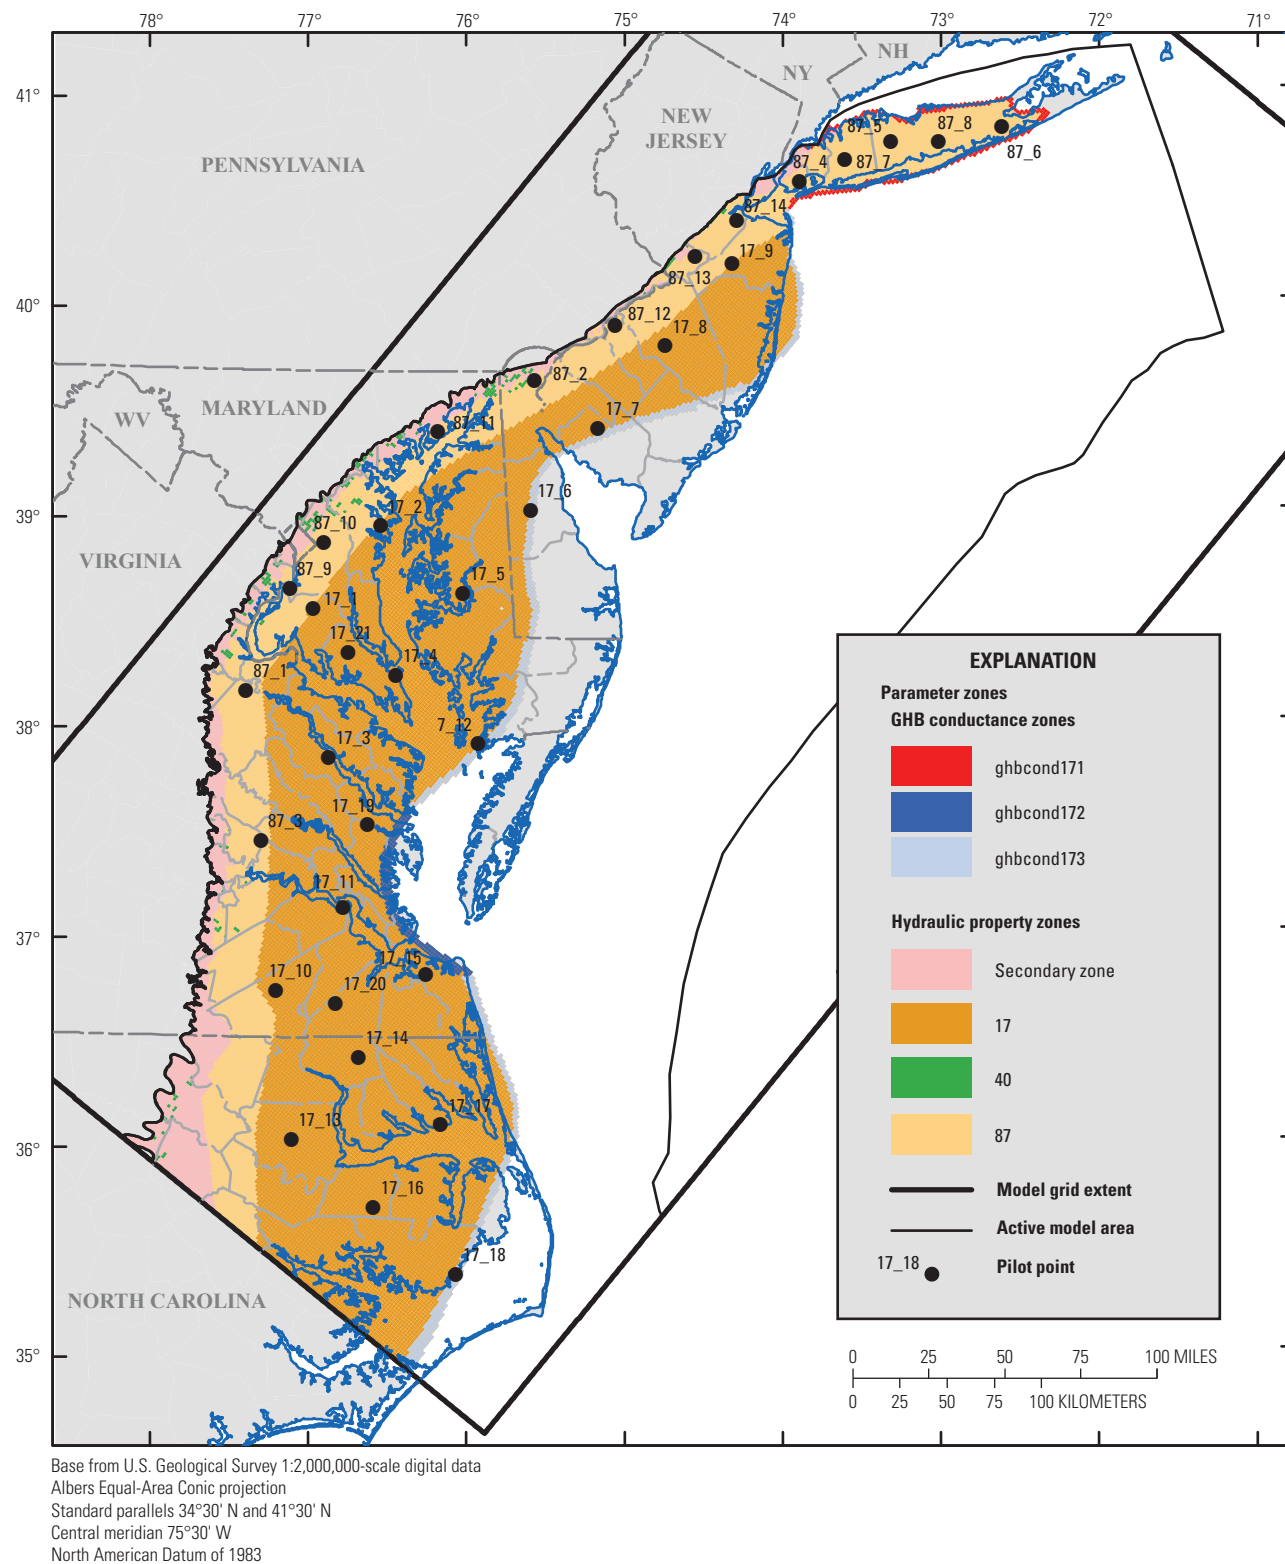 78° 77° 76° 75° 74° 73° 72° 71°
NH
NY
41°
NEW
JERSEY
PENNSYLVANIA
87_5
87_8
87_4
87_7
87_6
87_14
17_9
87_13
40°
87_12
17_8
87_2
MARYLAND
WV
17_7
87_11
39°
17_6
17_2
87_10
VIRGINIA
87_9
17_5
17_1
17_21
17_4
87_1
38°
7_12
17_3
17_19
87_3
17_11
37°
17_15
17_10
17_20
17_14
17_17
17_13
36°
17_16
17_18
NORTH CAROLINA
35°
EXPLANATION
Parameter zones
GHB conductance zones
ghbcond171
ghbcond172
ghbcond173
Hydraulic property zones
Secondary zone
17
40
87
Model grid extent
Active model area
17_18 Pilot point
0 25 50 75 100 MILES
0 25 50 75 100 KILOMETERS
Base from U.S. Geological Survey 1:2,000,000-scale digital data
Albers Equal-Area Conic projection
Standard parallels 34°30' N and 41°30' N
Central meridian 75°30' W
North American Datum of 1983